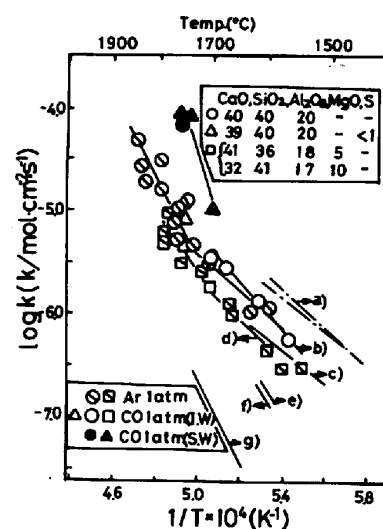 Temp.(°C)
1900 1700 1500
CaO, SiO₂, Al₂O₃, MgO, S
○ 40 40 20 - -
△ 39 40 20 - <1
□ {41 36 18 5 -
{32 41 17 10 -
-4.0
-5.0
-6.0
-7.0
log k (k/mol·cm⁻²s⁻¹)
a)
b)
c)
d)
e)
f)
g)
Ar 1atm
CO 1atm (I.W)
CO 1atm (S.W)
4.6 5.0 5.4 5.8
1/T×10⁴(K⁻¹)